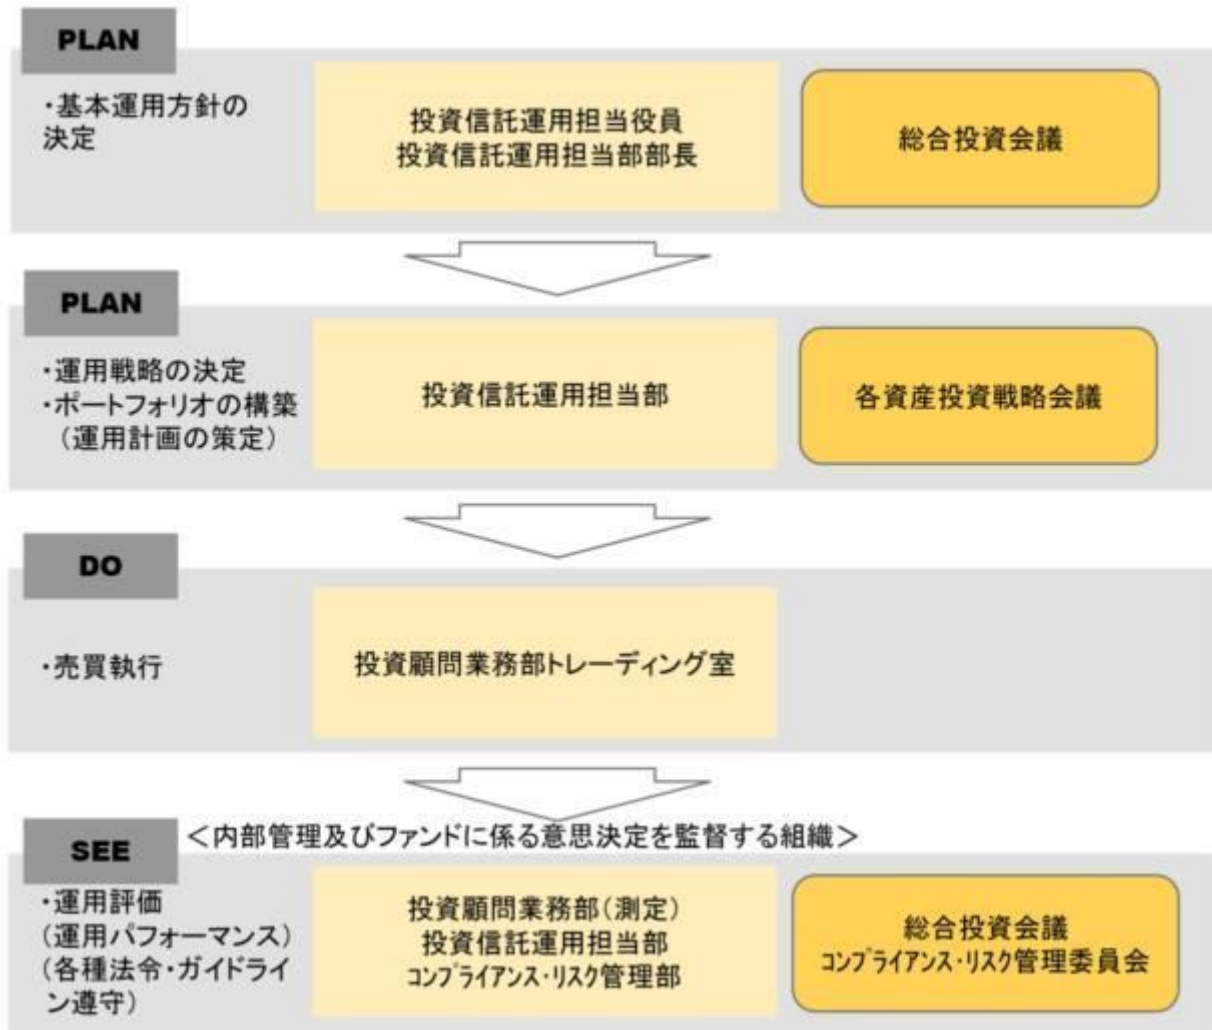 PLAN
・基本運用方針の
決定
投資信託運用担当役員
投資信託運用担当部部長
総合投資会議
PLAN
・運用戦略の決定
・ポートフォリオの構築
（運用計画の策定）
投資信託運用担当部
各資産投資戦略会議
DO
・売買執行
投資顧問業務部トレーディング室
＜内部管理及びファンドに係る意思決定を監督する組織＞
SEE
・運用評価
(運用パフォーマンス)
(各種法令・ガイドライ
ン遵守)
投資顧問業務部(測定)
投資信託運用担当部
ｺﾝﾌﾟﾗｲｱﾝｽ・ﾘｽｸ管理部
総合投資会議
ｺﾝﾌﾟﾗｲｱﾝｽ・ﾘｽｸ管理委員会